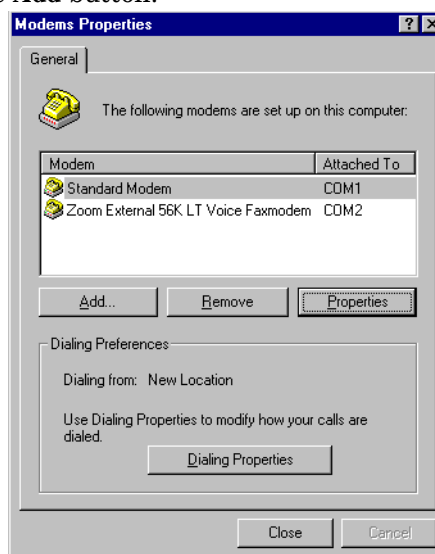 Add button.
Modems Properties
General
The following modems are set up on this computer:
Modem Attached To
Standard Modem COM1
Zoom External 56K LT Voice Faxmodem COM2
Add... Remove Properties
Dialing Preferences
Dialing from: New Location
Use Dialing Properties to modify how your calls are
dialed.
Dialing Properties
Close Cancel